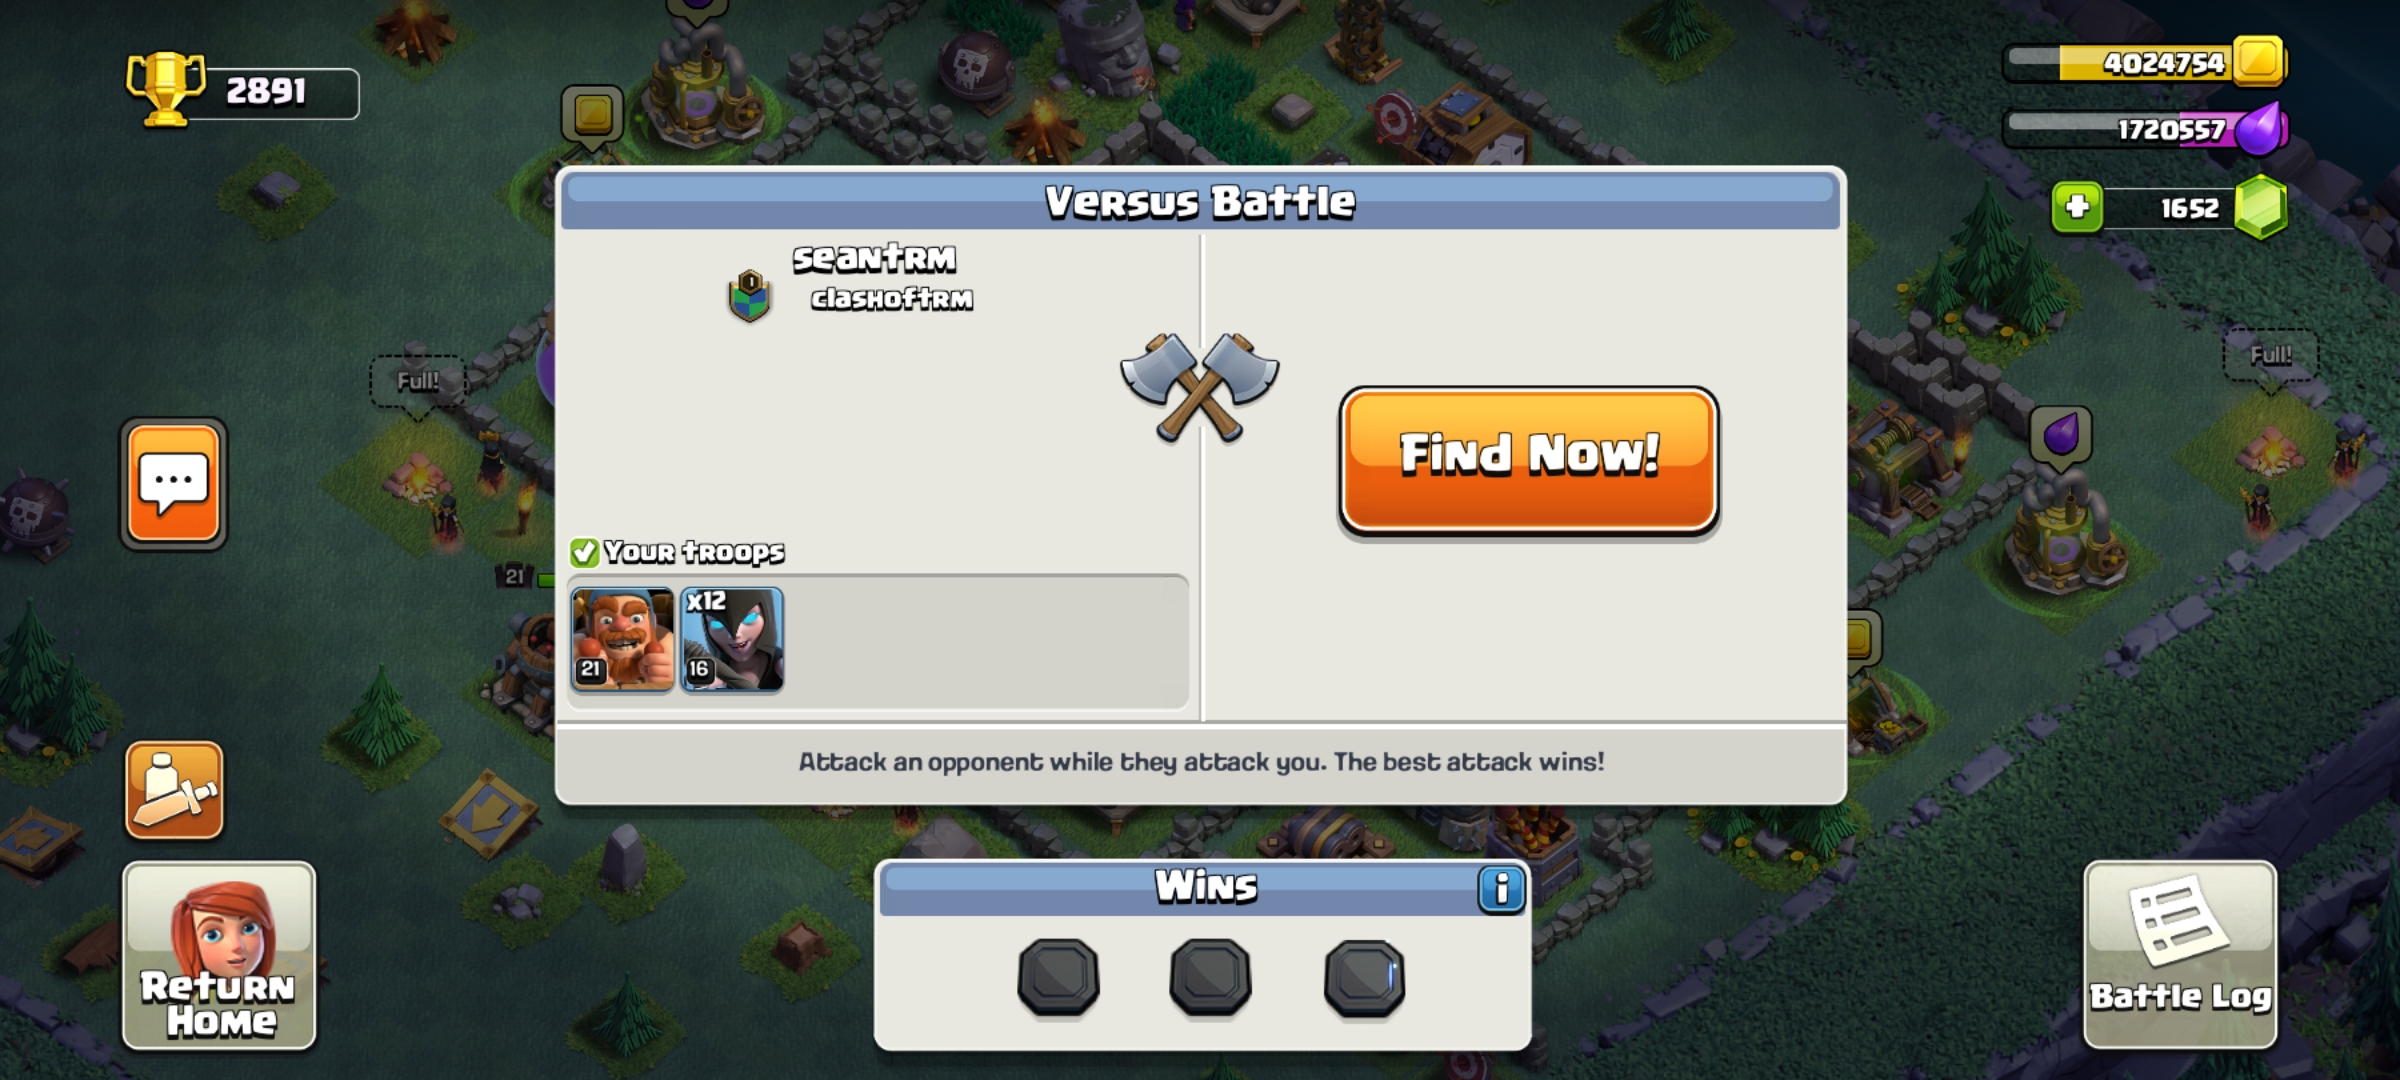 2891
4024754
1720557
1652
Versus Battle
seantrm
1
clashoftrm
Full!
Full!
Find Now!
21
Your troops
x12
21
16
Attack an opponent while they attack you. The best attack wins!
Wins
i
Return
Home
Battle Log